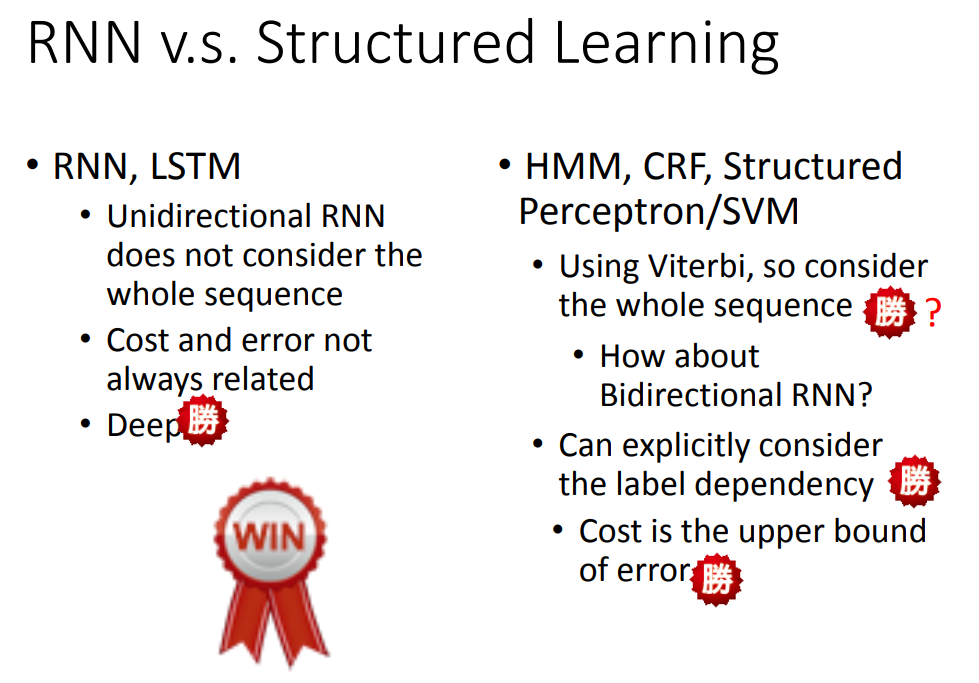 RNN v.s. Structured Learning
• RNN, LSTM
• Unidirectional RNN
does not consider the
whole sequence
• Cost and error not
always related
• Deep 勝
WIN
• HMM, CRF, Structured
Perceptron/SVM
• Using Viterbi, so consider
the whole sequence 勝 ?
• How about
Bidirectional RNN?
• Can explicitly consider
the label dependency 勝
• Cost is the upper bound
of error 勝